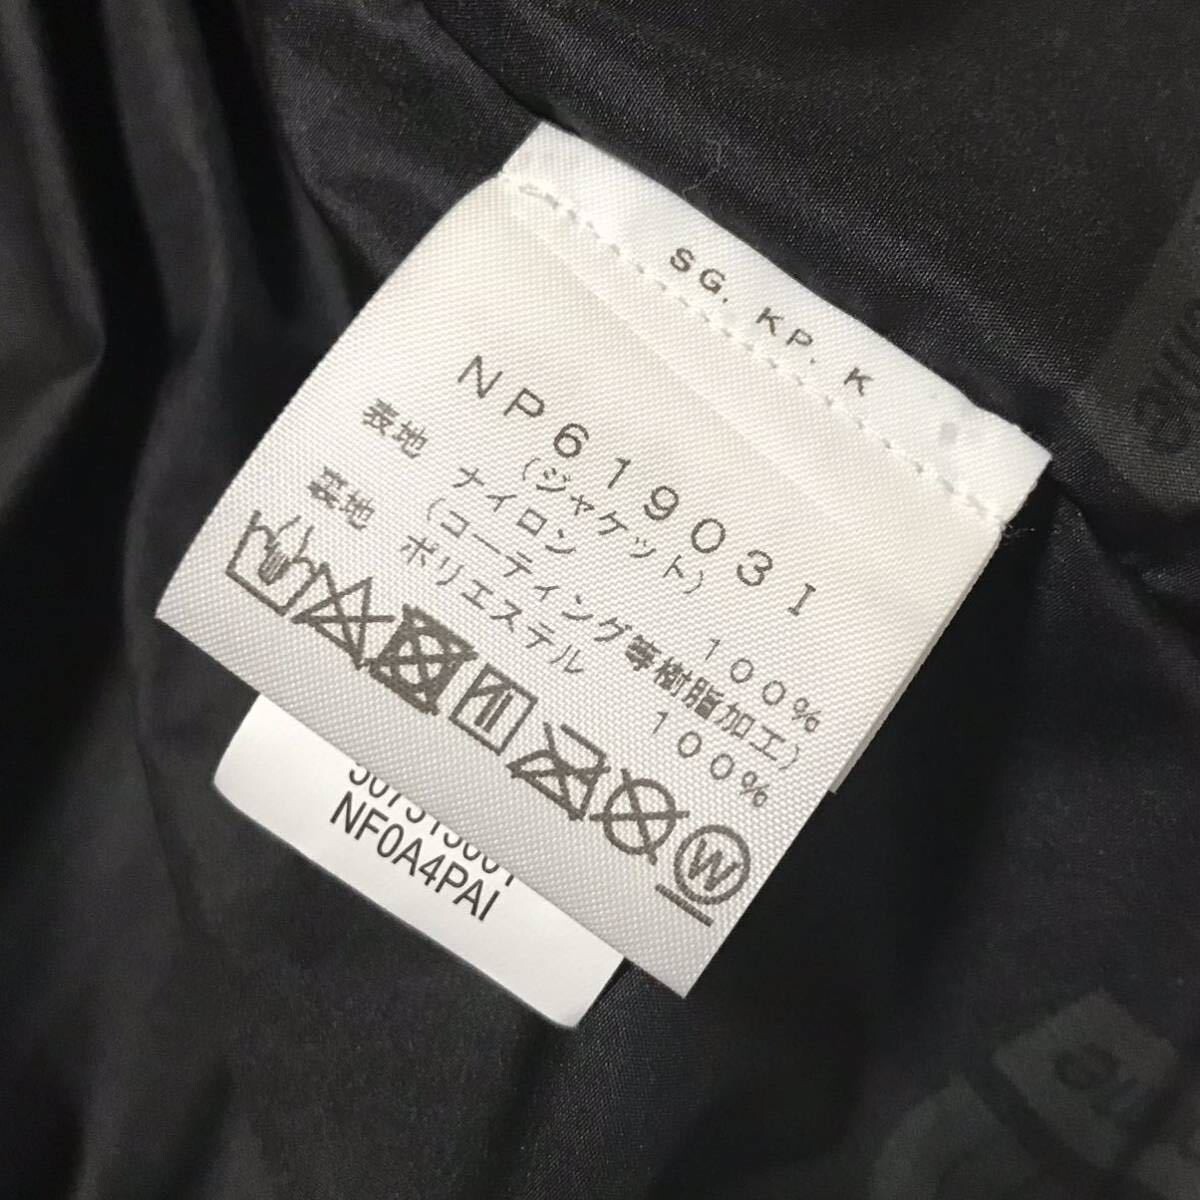 SG. KP. K
NP61903I
(ジャケット)
表地 ナイロン 100%
(コーティング等樹脂加工)
裏地 ポリエステル 100%
W
NF0A4PAI